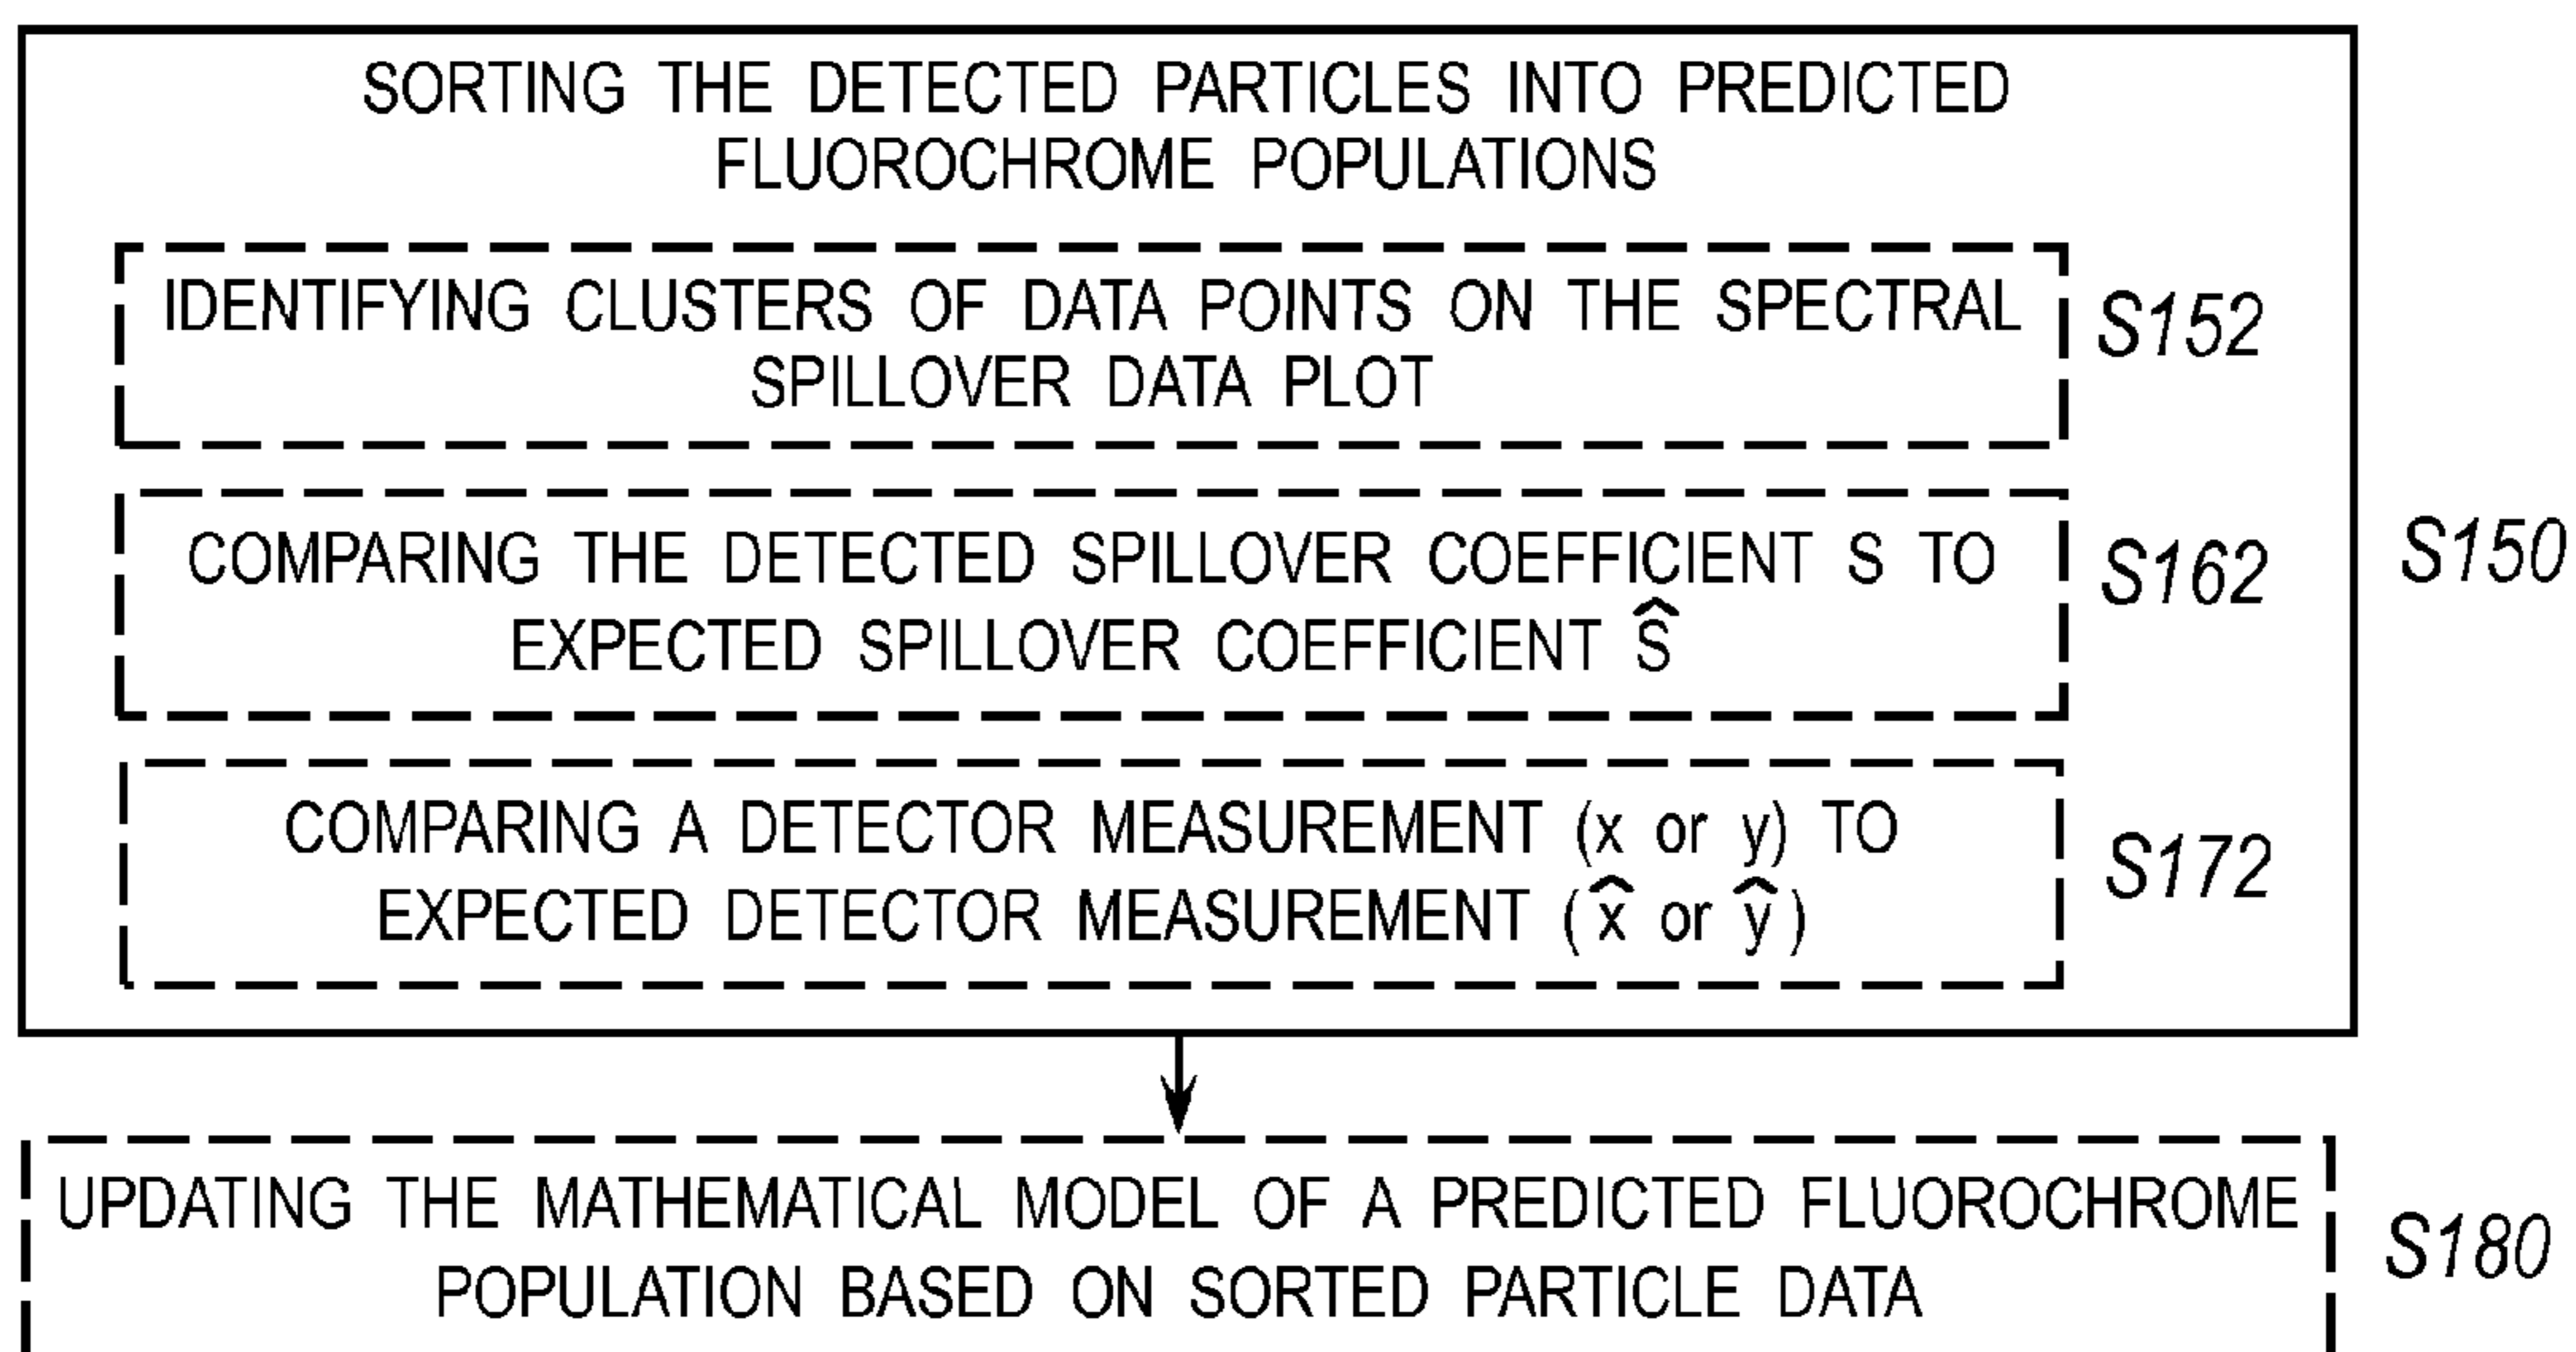 SORTING THE DETECTED PARTICLES INTO PREDICTED
FLUOROCHROME POPULATIONS
IDENTIFYING CLUSTERS OF DATA POINTS ON THE SPECTRAL
SPILLOVER DATA PLOT
S152
COMPARING THE DETECTED SPILLOVER COEFFICIENT S TO
EXPECTED SPILLOVER COEFFICIENT Ŝ
S162
S150
COMPARING A DETECTOR MEASUREMENT (x or y) TO
EXPECTED DETECTOR MEASUREMENT (x̂ or ŷ)
S172
UPDATING THE MATHEMATICAL MODEL OF A PREDICTED FLUOROCHROME
POPULATION BASED ON SORTED PARTICLE DATA
S180